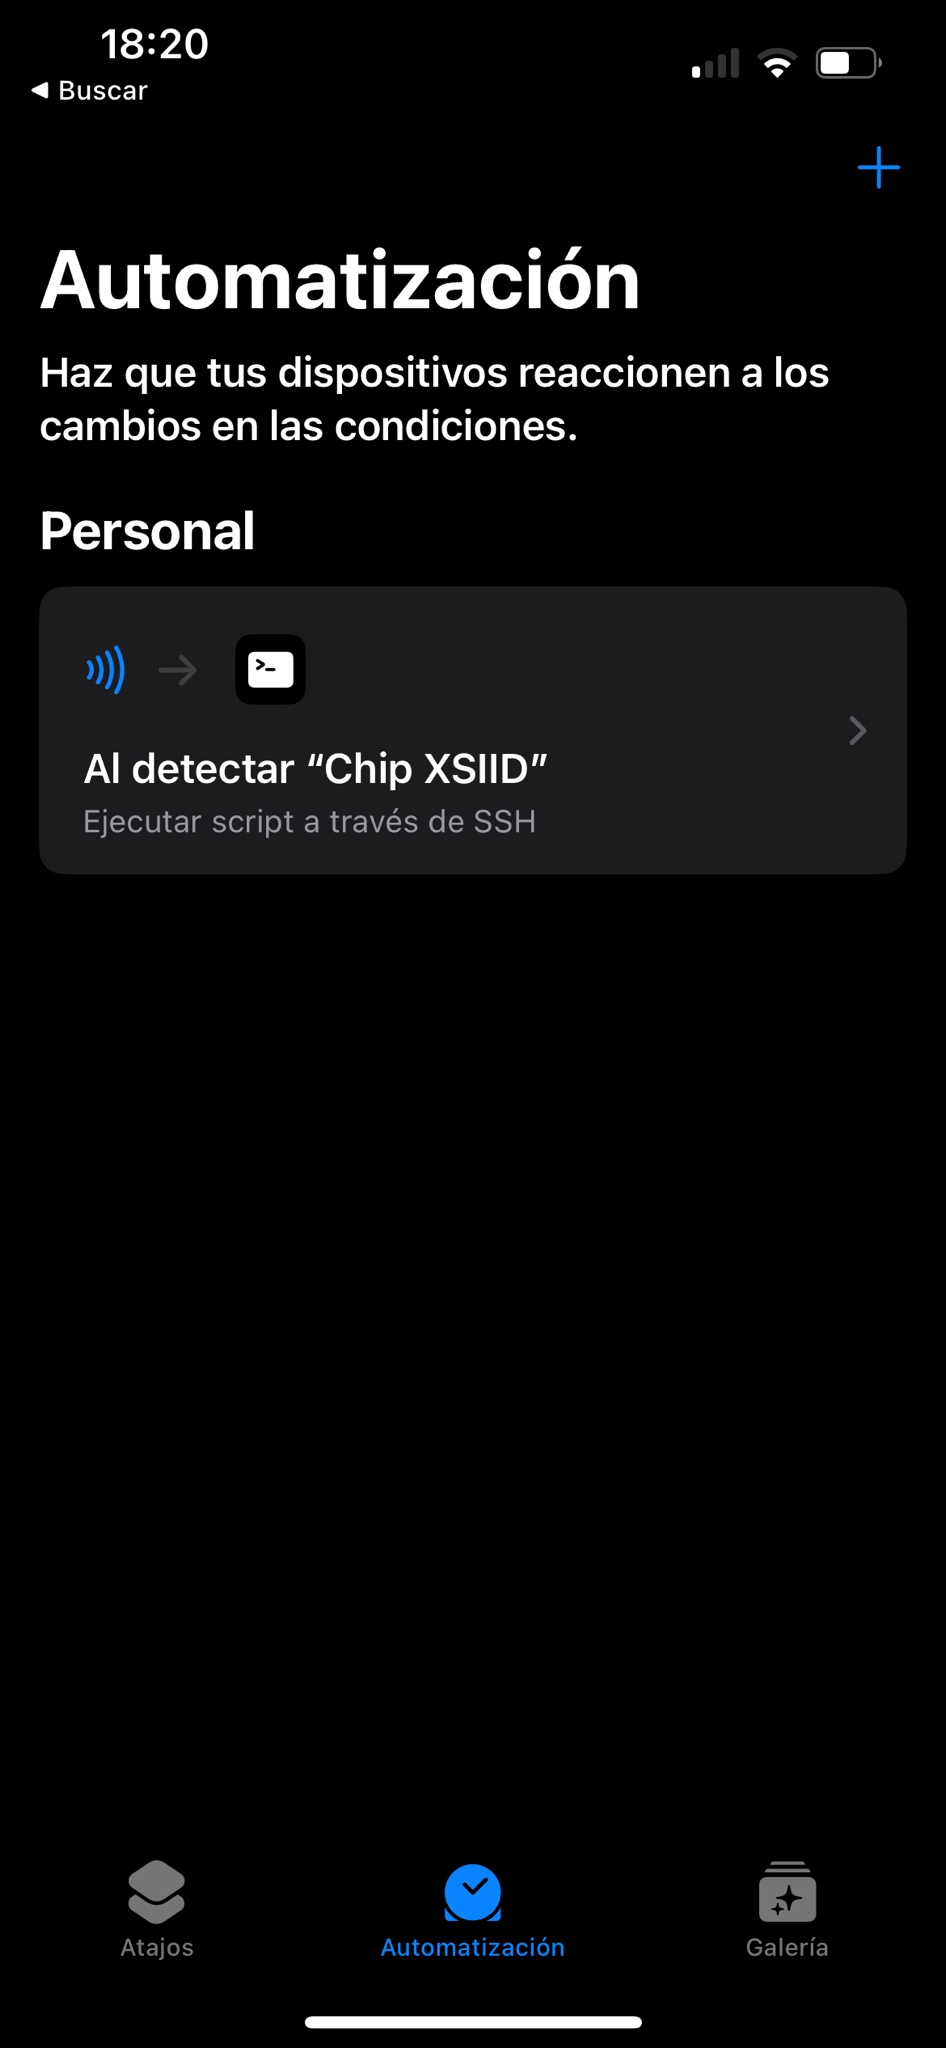 18:20
◀ Buscar
Automatización
Haz que tus dispositivos reaccionen a los
cambios en las condiciones.
Personal
Al detectar “Chip XSIID”
Ejecutar script a través de SSH
Atajos
Automatización
Galería